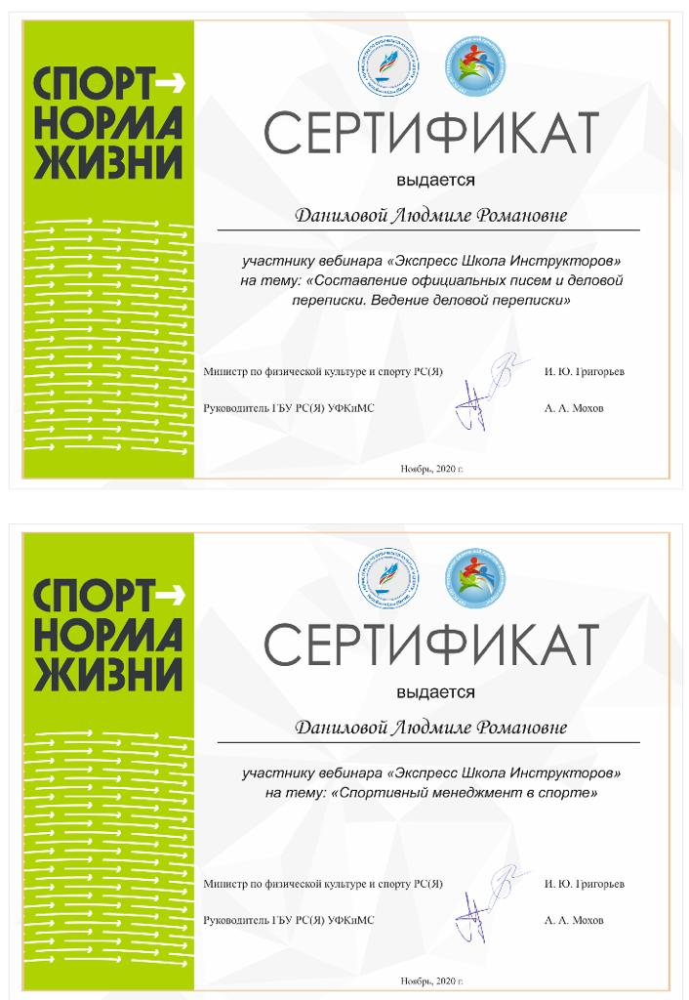 СПОРТ→
НОРМА
ЖИЗНИ
СЕРТИФИКАТ
выдается
Даниловой Людмиле Романовне
участнику вебинара «Экспресс Школа Инструкторов»
на тему: «Составление официальных писем и деловой
переписки. Ведение деловой переписки»
Министр по физической культуре и спорту РС(Я) И. Ю. Григорьев
Руководитель ГБУ РС(Я) УФКиМС А. А. Мохов
Ноябрь, 2020 г.
СПОРТ→
НОРМА
ЖИЗНИ
СЕРТИФИКАТ
выдается
Даниловой Людмиле Романовне
участнику вебинара «Экспресс Школа Инструкторов»
на тему: «Спортивный менеджмент в спорте»
Министр по физической культуре и спорту РС(Я) И. Ю. Григорьев
Руководитель ГБУ РС(Я) УФКиМС А. А. Мохов
Ноябрь, 2020 г.